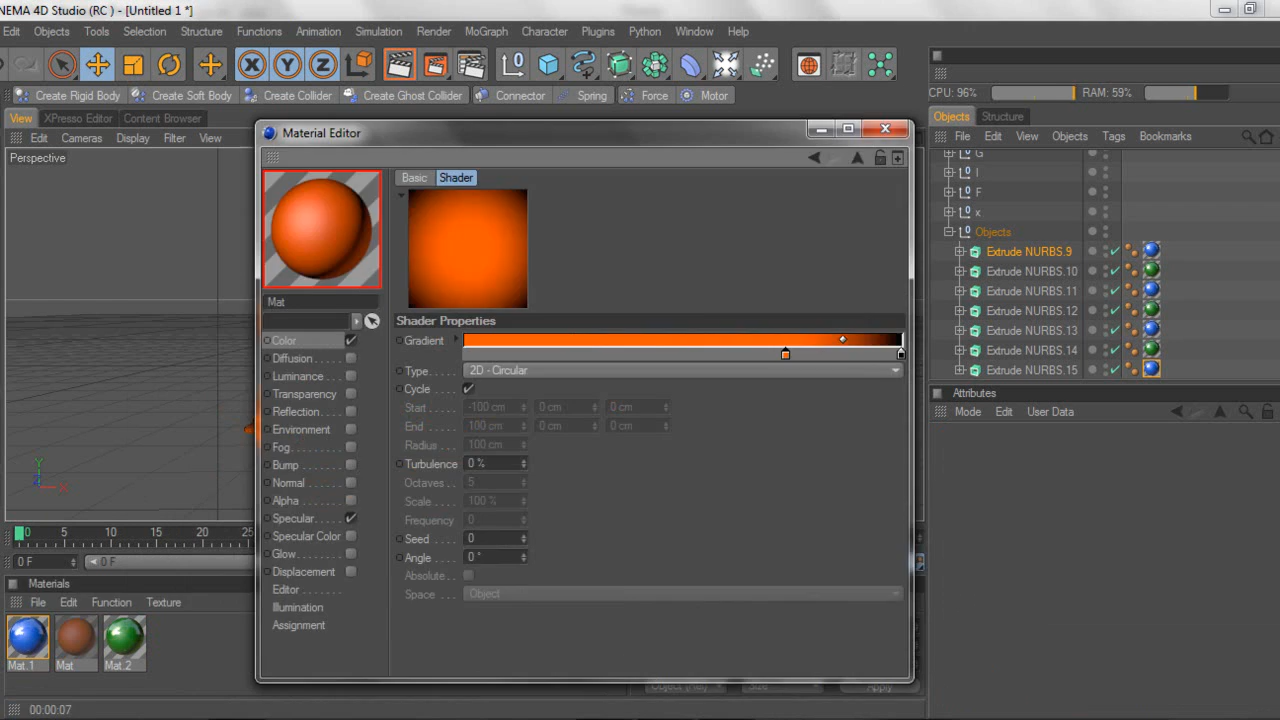 NEMA 4D Studio (RC ) - [Untitled 1 *]
Edit Objects Tools Selection Structure Functions Animation Simulation Render MoGraph Character Plugins Python Window Help
X Y Z
Create Rigid Body Create Soft Body Create Collider Create Ghost Collider Connector Spring Force Motor
CPU: 96% RAM: 59%
View XPresso Editor Content Browser
Objects Structure
Edit Cameras Display Filter View
File Edit View Objects Tags Bookmarks
Perspective
Material Editor
G
I
F
x
Objects
Extrude NURBS.9
Extrude NURBS.10
Extrude NURBS.11
Extrude NURBS.12
Extrude NURBS.13
Extrude NURBS.14
Extrude NURBS.15
Attributes
Mode Edit User Data
Basic Shader
Mat
Color
Diffusion
Luminance
Transparency
Reflection
Environment
Fog
Bump
Normal
Alpha
Specular
Specular Color
Glow
Displacement
Editor
Illumination
Assignment
Shader Properties
Gradient
Type 2D - Circular
Cycle
Start -100 cm 0 cm 0 cm
End 100 cm 0 cm 0 cm
Radius 100 cm
Turbulence 0 %
Octaves 5
Scale 100 %
Frequency 0
Seed 0
Angle 0 °
Absolute
Space Object
Y
Z X
0 5 10 15 20 25
0 F 0 F
Materials
File Edit Function Texture
Mat.1 Mat Mat.2
Size Apply
00:00:07